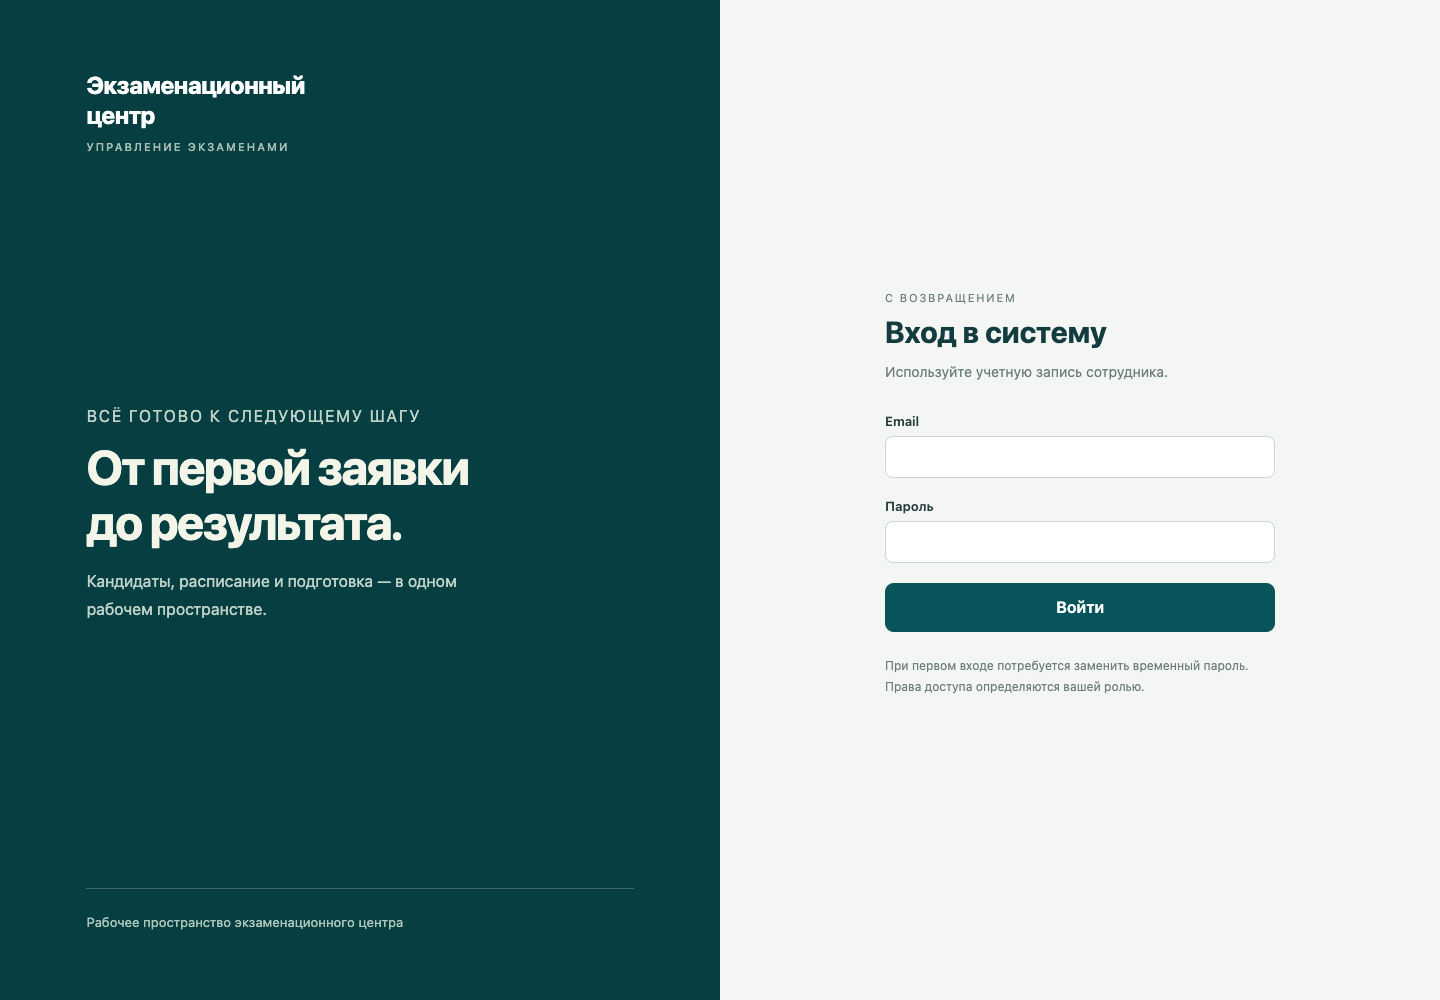 Экзаменационный
центр
УПРАВЛЕНИЕ ЭКЗАМЕНАМИ
ВСЁ ГОТОВО К СЛЕДУЮЩЕМУ ШАГУ
От первой заявки
до результата.
Кандидаты, расписание и подготовка — в одном
рабочем пространстве.
Рабочее пространство экзаменационного центра
С ВОЗВРАЩЕНИЕМ
Вход в систему
Используйте учетную запись сотрудника.
Email
Пароль
Войти
При первом входе потребуется заменить временный пароль.
Права доступа определяются вашей ролью.